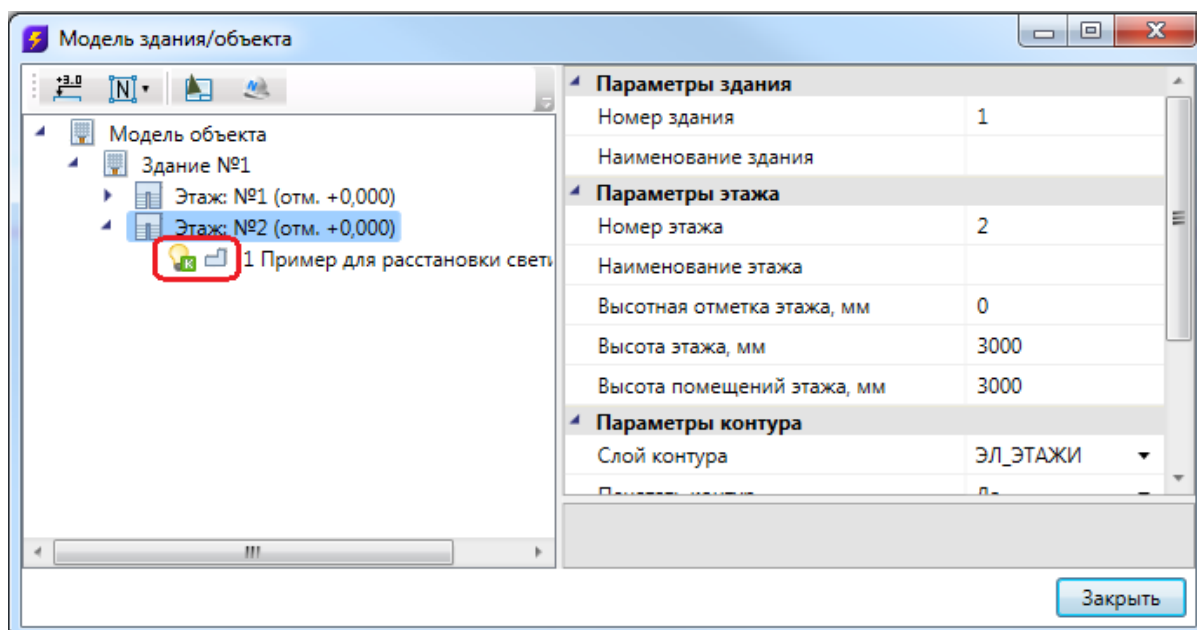 Модель здания/объекта
+3.0
N
Модель объекта
Здание №1
Этаж: №1 (отм. +0,000)
Этаж: №2 (отм. +0,000)
K
1 Пример для расстановки свети
Параметры здания
Номер здания 1
Наименование здания
Параметры этажа
Номер этажа 2
Наименование этажа
Высотная отметка этажа, мм 0
Высота этажа, мм 3000
Высота помещений этажа, мм 3000
Параметры контура
Слой контура ЭЛ_ЭТАЖИ
Закрыть